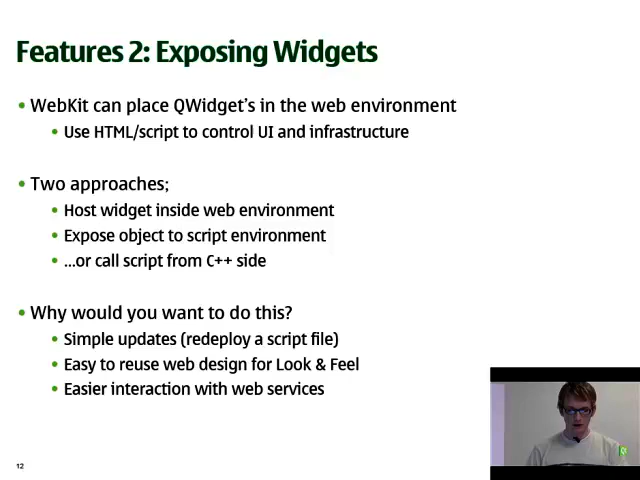 Features 2: Exposing Widgets
• WebKit can place QWidget's in the web environment
• Use HTML/script to control UI and infrastructure
• Two approaches;
• Host widget inside web environment
• Expose object to script environment
• ...or call script from C++ side
• Why would you want to do this?
• Simple updates (redeploy a script file)
• Easy to reuse web design for Look & Feel
• Easier interaction with web services
12